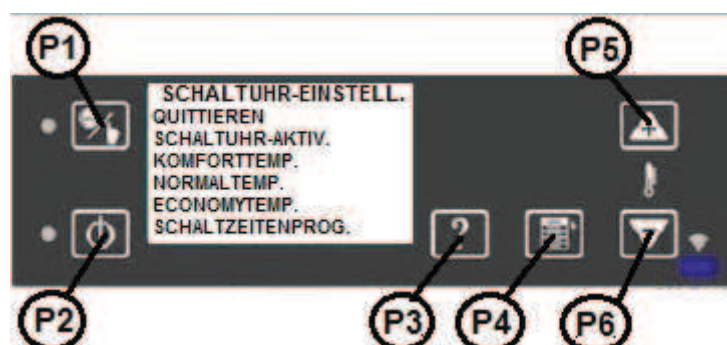 P1
P5
SCHALTUHR-EINSTELL.
QUITTIEREN
SCHALTUHR-AKTIV.
KOMFORTTEMP.
NORMALTEMP.
ECONOMYTEMP.
SCHALTZEITENPROG.
+
?
-
P2
P3
P4
P6